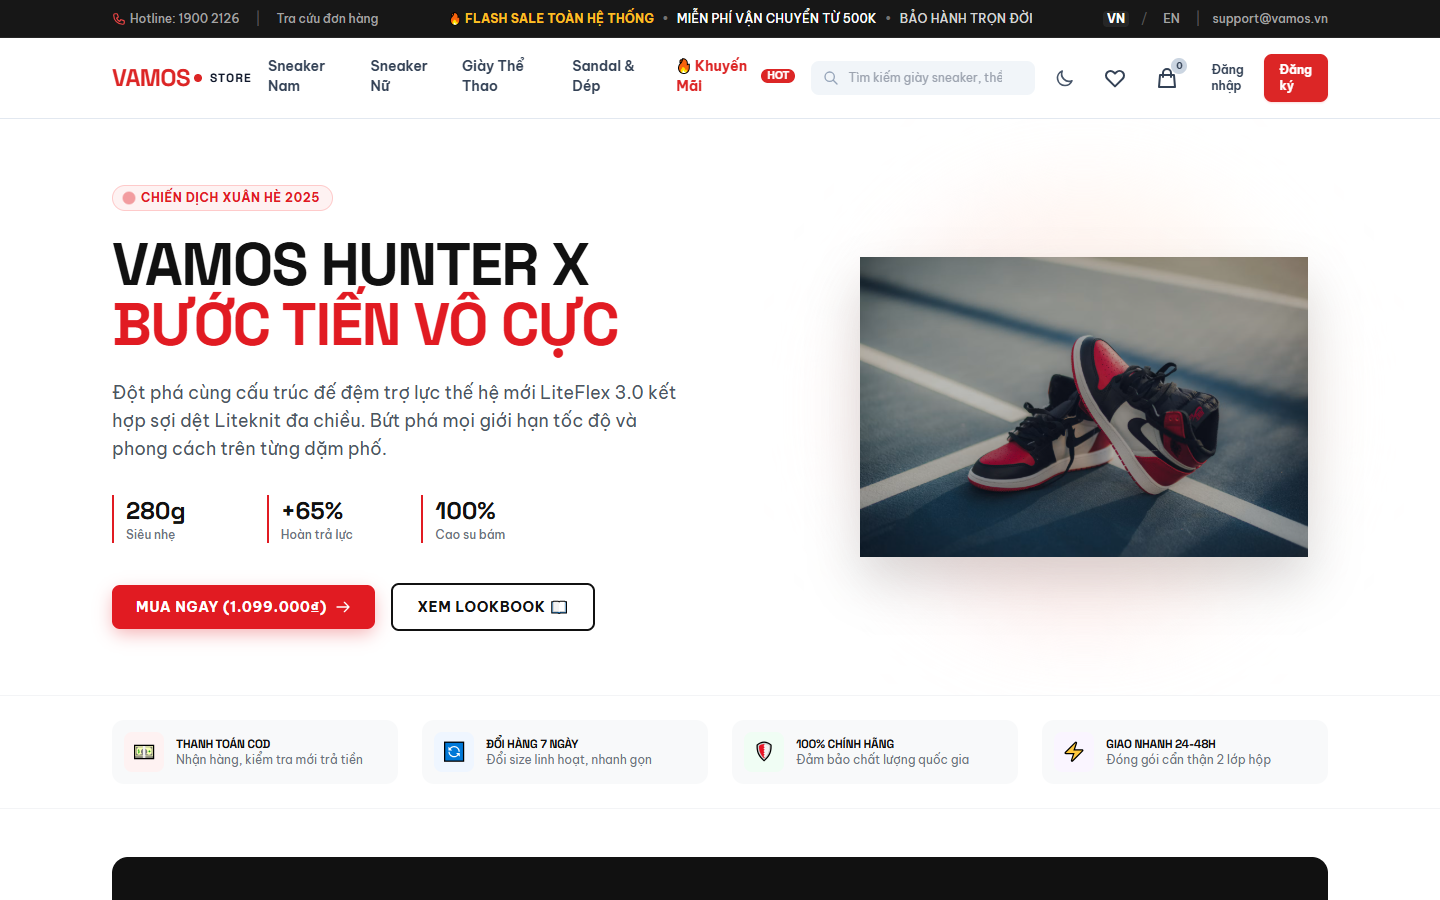 Hotline: 1900 2126 | Tra cứu đơn hàng
🔥 FLASH SALE TOÀN HỆ THỐNG • MIỄN PHÍ VẬN CHUYỂN TỪ 500K • BẢO HÀNH TRỌN ĐỜI
VN / EN | support@vamos.vn
VAMOS STORE
Sneaker Nam
Sneaker Nữ
Giày Thể Thao
Sandal & Dép
🔥 Khuyến Mãi HOT
Tìm kiếm giày sneaker, thể
0
Đăng nhập
Đăng ký
CHIẾN DỊCH XUÂN HÈ 2025
VAMOS HUNTER X
BƯỚC TIẾN VÔ CỰC
Đột phá cùng cấu trúc đế đệm trợ lực thế hệ mới LiteFlex 3.0 kết
hợp sợi dệt Liteknit đa chiều. Bứt phá mọi giới hạn tốc độ và
phong cách trên từng dặm phố.
280g
Siêu nhẹ
+65%
Hoàn trả lực
100%
Cao su bám
MUA NGAY (1.099.000₫) →
XEM LOOKBOOK 📖
THANH TOÁN COD
Nhận hàng, kiểm tra mới trả tiền
ĐỔI HÀNG 7 NGÀY
Đổi size linh hoạt, nhanh gọn
100% CHÍNH HÃNG
Đảm bảo chất lượng quốc gia
GIAO NHANH 24-48H
Đóng gói cẩn thận 2 lớp hộp